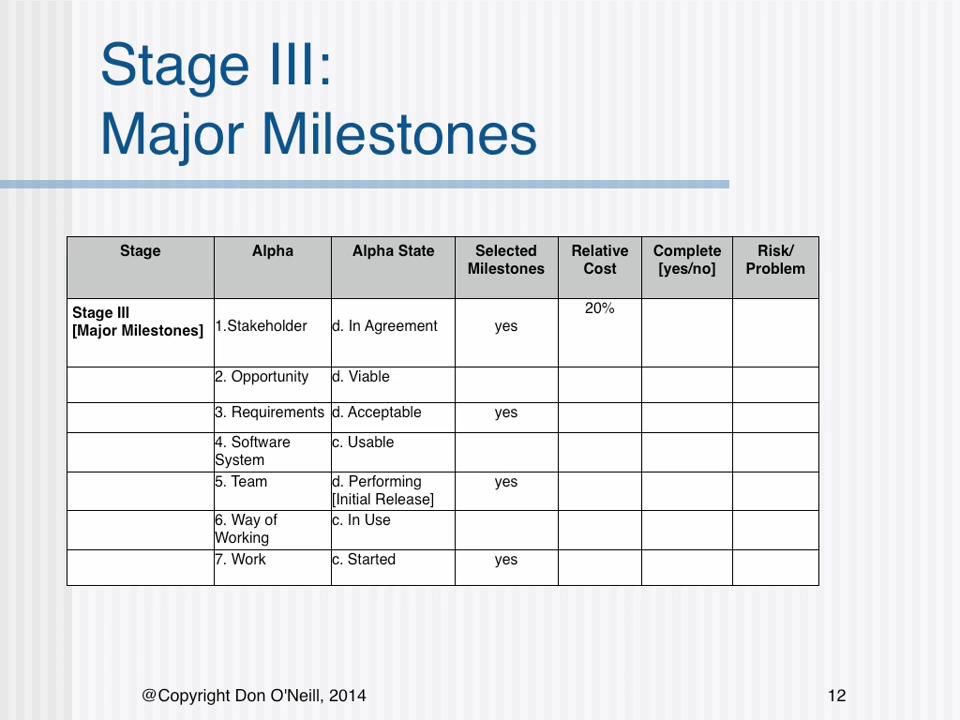 Stage III:
Major Milestones
Stage Alpha Alpha State Selected Milestones Relative Cost Complete [yes/no] Risk/ Problem
Stage III [Major Milestones] 1.Stakeholder d. In Agreement yes 20%
2. Opportunity d. Viable
3. Requirements d. Acceptable yes
4. Software System c. Usable
5. Team d. Performing [Initial Release] yes
6. Way of Working c. In Use
7. Work c. Started yes
@Copyright Don O'Neill, 2014 12